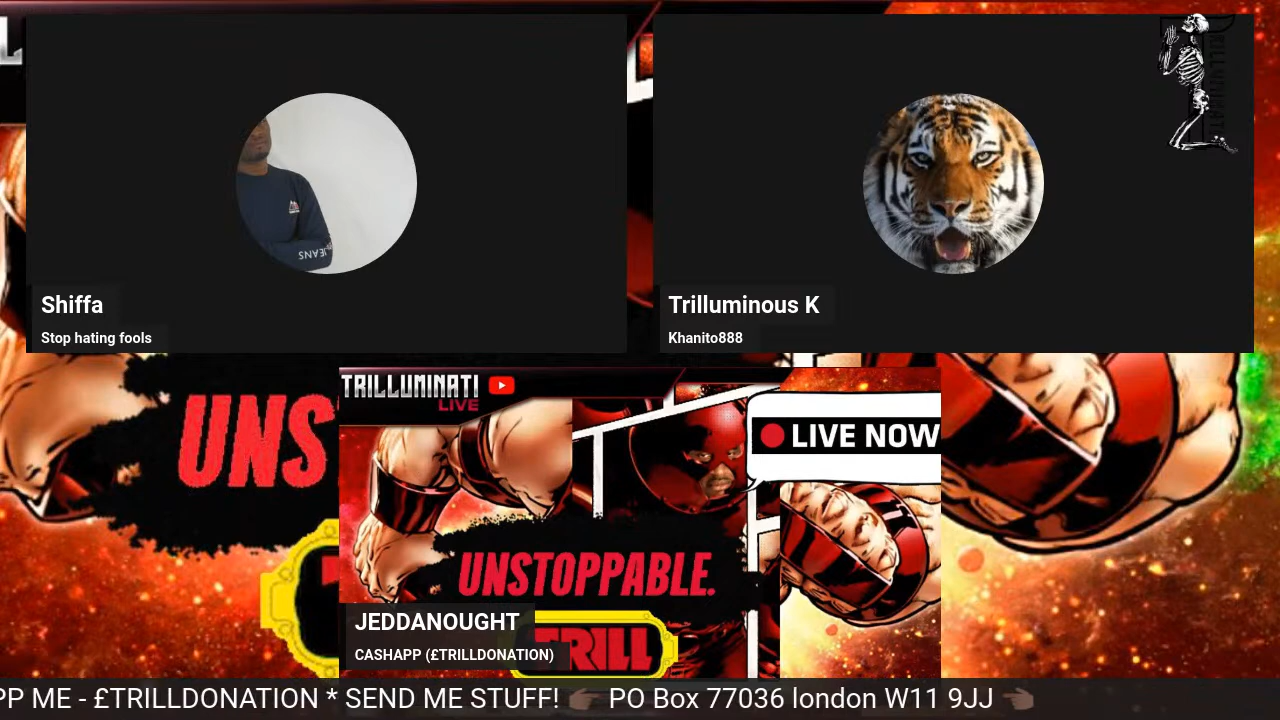 Shiffa
Stop hating fools
Trilluminous K
Khanito888
UNS
TRILLUMINATI
LIVE
LIVE NOW
UNSTOPPABLE.
TRILL
JEDDANOUGHT
CASHAPP (£TRILLDONATION)
PP ME - £TRILLDONATION * SEND ME STUFF! PO Box 77036 london W11 9JJ